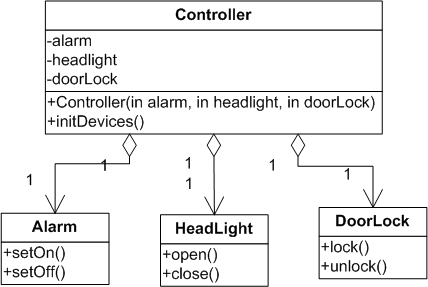 Controller
-alarm
-headlight
-doorLock
+Controller(in alarm, in headlight, in doorLock)
+initDevices()
1 1 1
1 1 1
Alarm
+setOn()
+setOff()
HeadLight
+open()
+close()
DoorLock
+lock()
+unlock()